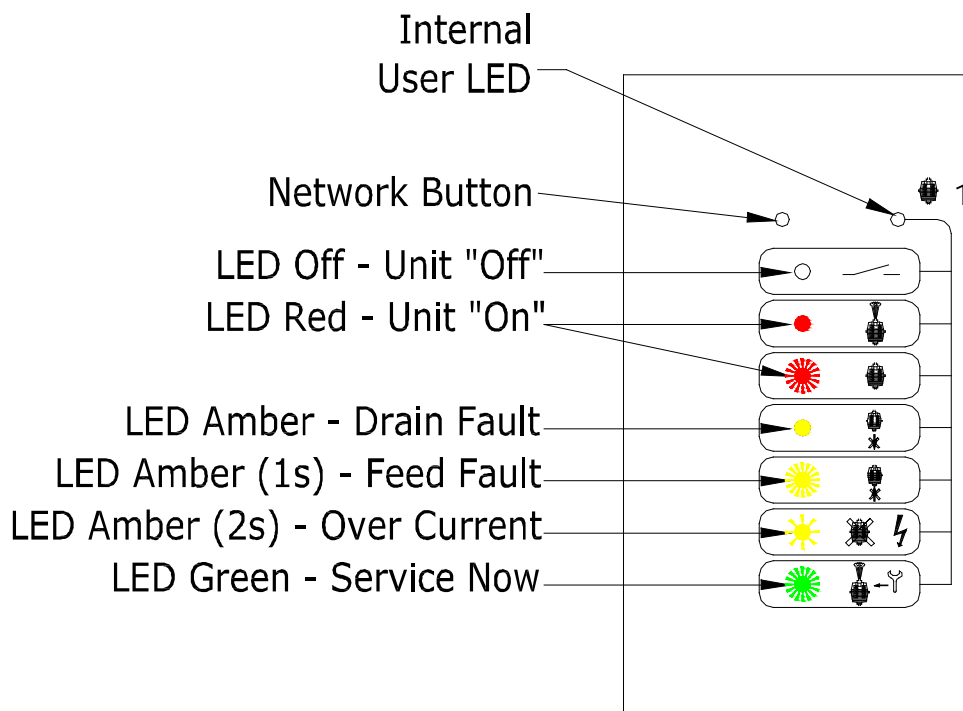 Internal
User LED
Network Button
1
LED Off - Unit "Off"
LED Red - Unit "On"
LED Amber - Drain Fault
LED Amber (1s) - Feed Fault
LED Amber (2s) - Over Current
LED Green - Service Now